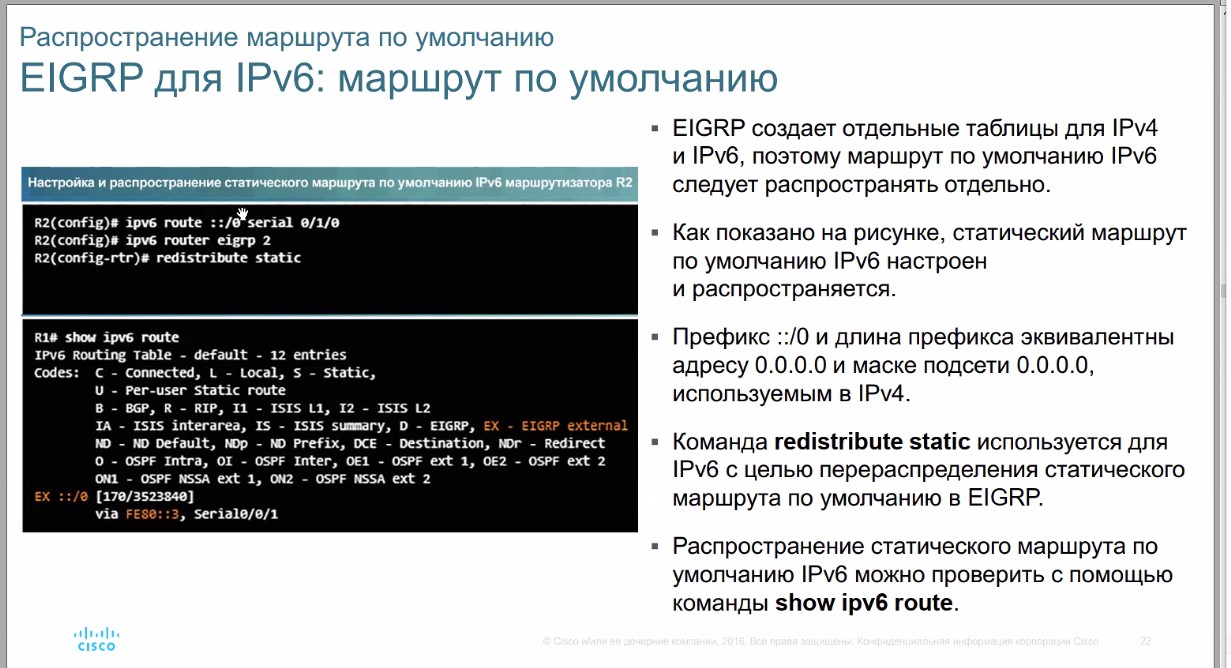 Распространение маршрута по умолчанию
EIGRP для IPv6: маршрут по умолчанию
Настройка и распространение статического маршрута по умолчанию IPv6 маршрутизатора R2
R2(config)# ipv6 route ::/0 serial 0/1/0
R2(config)# ipv6 router eigrp 2
R2(config-rtr)# redistribute static
R1# show ipv6 route
IPv6 Routing Table - default - 12 entries
Codes: C - Connected, L - Local, S - Static,
U - Per-user Static route
B - BGP, R - RIP, I1 - ISIS L1, I2 - ISIS L2
IA - ISIS interarea, IS - ISIS summary, D - EIGRP, EX - EIGRP external
ND - ND Default, NDp - ND Prefix, DCE - Destination, NDr - Redirect
O - OSPF Intra, OI - OSPF Inter, OE1 - OSPF ext 1, OE2 - OSPF ext 2
ON1 - OSPF NSSA ext 1, ON2 - OSPF NSSA ext 2
EX ::/0 [170/3523840]
via FE80::3, Serial0/0/1
▪ EIGRP создает отдельные таблицы для IPv4
и IPv6, поэтому маршрут по умолчанию IPv6
следует распространять отдельно.
▪ Как показано на рисунке, статический маршрут
по умолчанию IPv6 настроен
и распространяется.
▪ Префикс ::/0 и длина префикса эквивалентны
адресу 0.0.0.0 и маске подсети 0.0.0.0,
используемым в IPv4.
▪ Команда redistribute static используется для
IPv6 с целью перераспределения статического
маршрута по умолчанию в EIGRP.
▪ Распространение статического маршрута по
умолчанию IPv6 можно проверить с помощью
команды show ipv6 route.
CISCO
© Cisco и/или ее дочерние компании, 2016. Все права защищены. Конфиденциальная информация корпорации Cisco
22